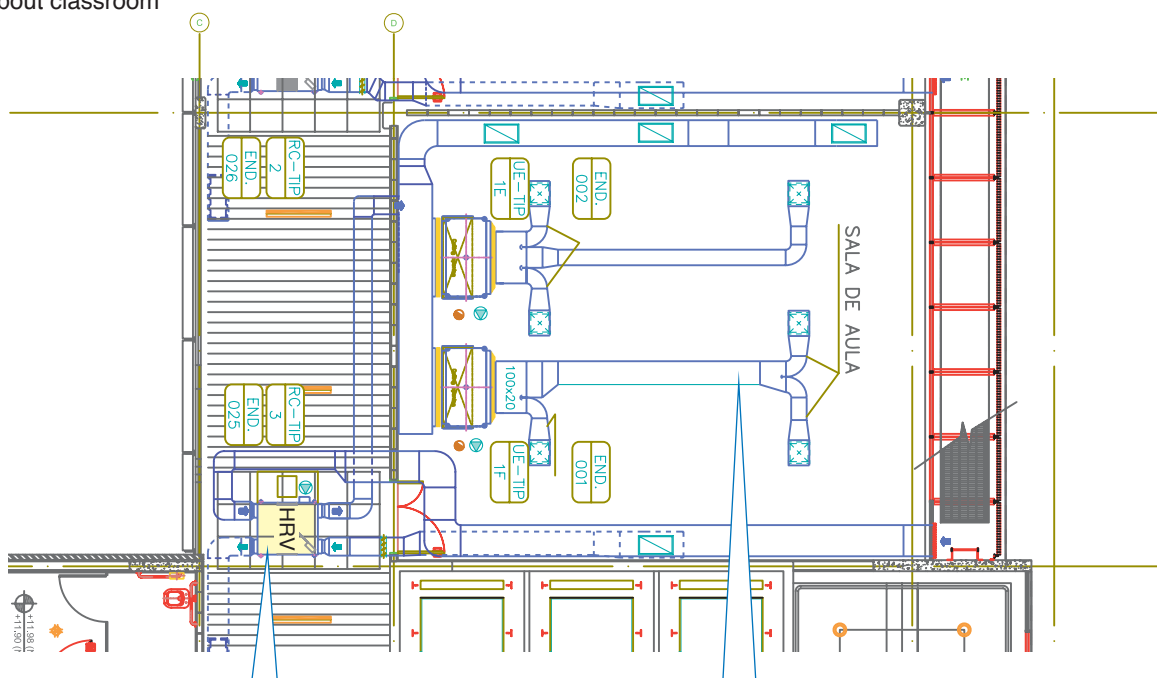 bout classroom
C
D
RC-TIP
2
END.
026
UE-TIP
1E
END.
002
SALA DE AULA
RC-TIP
3
END.
025
100x20
UE-TIP
1F
END.
001
HRV